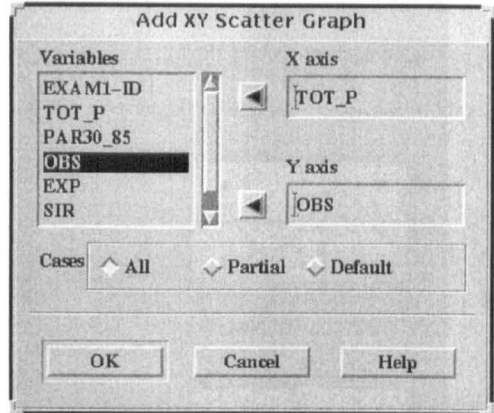 Add XY Scatter Graph
Variables
EXAM1-ID
TOT_P
PAR30_85
OBS
EXP
SIR
X axis
TOT_P
Y axis
OBS
Cases All Partial Default
OK Cancel Help